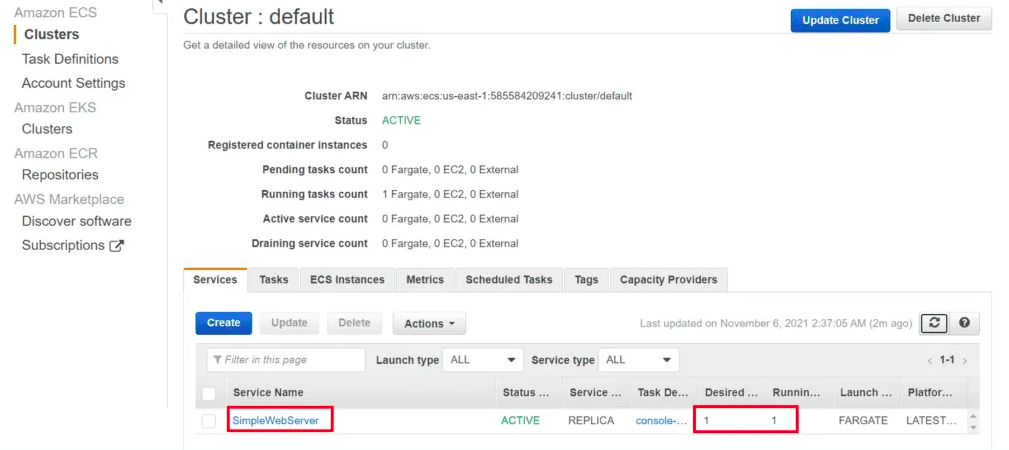 Amazon ECS
Clusters
Task Definitions
Account Settings
Amazon EKS
Clusters
Amazon ECR
Repositories
AWS Marketplace
Discover software
Subscriptions
Cluster : default
Update Cluster Delete Cluster
Get a detailed view of the resources on your cluster.
Cluster ARN arn:aws:ecs:us-east-1:585584209241:cluster/default
Status ACTIVE
Registered container instances 0
Pending tasks count 0 Fargate, 0 EC2, 0 External
Running tasks count 1 Fargate, 0 EC2, 0 External
Active service count 0 Fargate, 0 EC2, 0 External
Draining service count 0 Fargate, 0 EC2, 0 External
Services Tasks ECS Instances Metrics Scheduled Tasks Tags Capacity Providers
Create Update Delete Actions Last updated on November 6, 2021 2:37:05 AM (2m ago)
Filter in this page Launch type ALL Service type ALL 1-1
Service Name Status ... Service ... Task De... Desired ... Runnin... Launch ... Platfor...
SimpleWebServer ACTIVE REPLICA console-... 1 1 FARGATE LATEST...